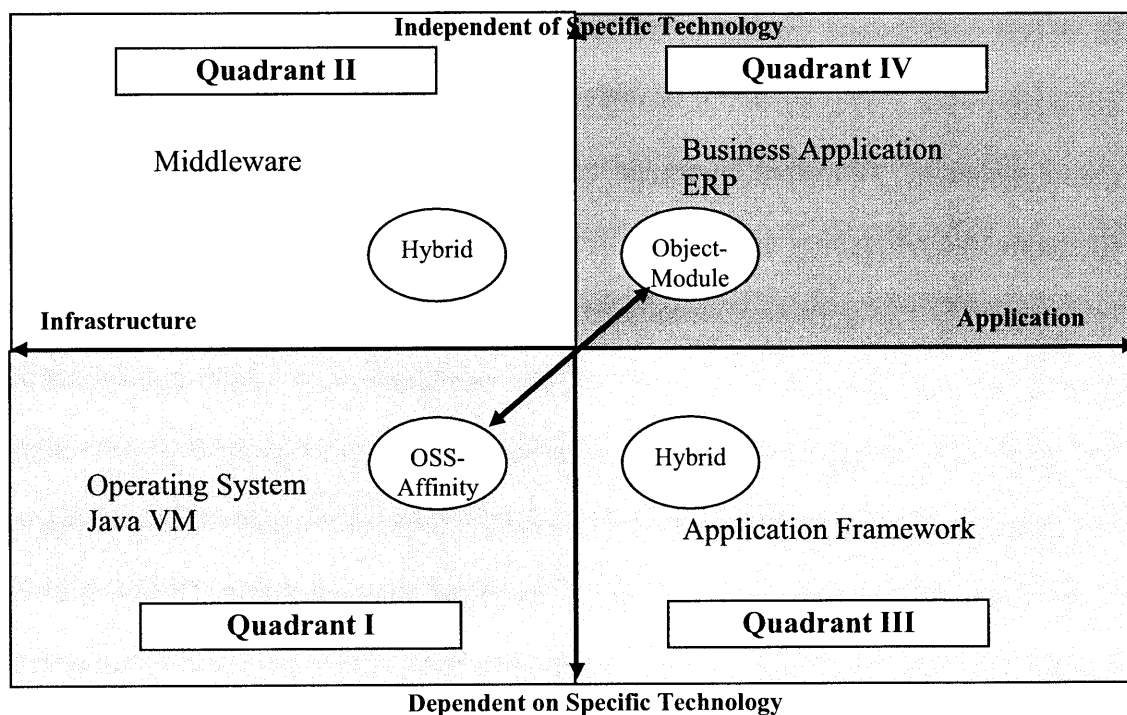 Independent of Specific Technology
Quadrant II
Quadrant IV
Middleware
Business Application
ERP
Hybrid
Object-
Module
Infrastructure
Application
OSS-
Affinity
Hybrid
Operating System
Java VM
Application Framework
Quadrant I
Quadrant III
Dependent on Specific Technology